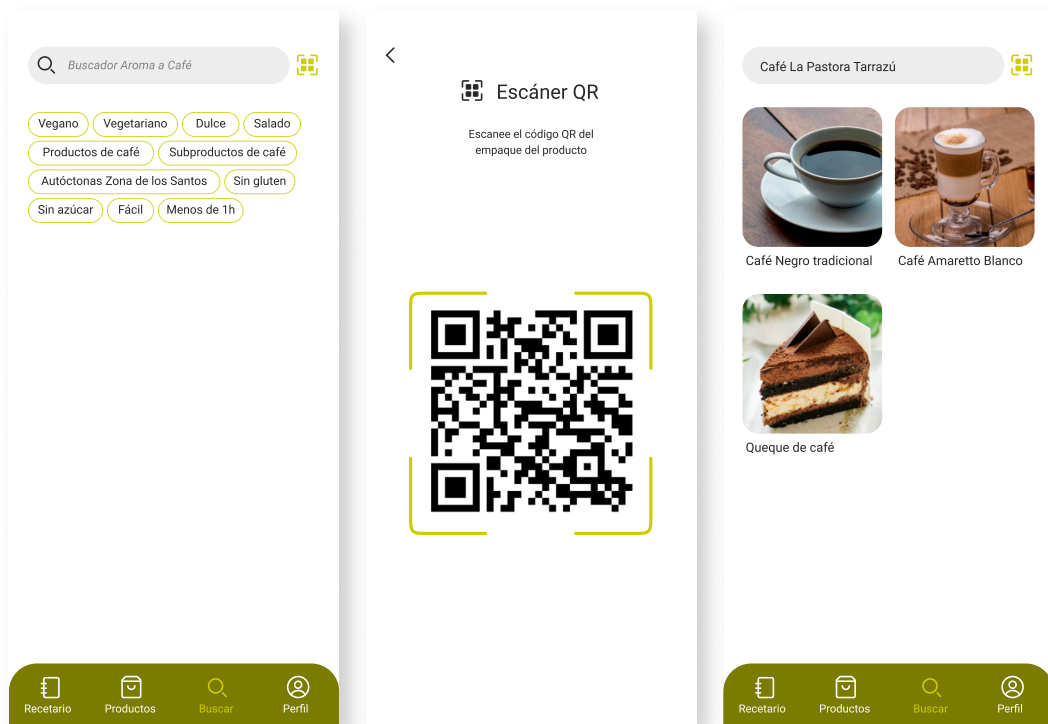 Buscador Aroma a Café
Vegano Vegetariano Dulce Salado
Productos de café Subproductos de café
Autóctonas Zona de los Santos Sin gluten
Sin azúcar Fácil Menos de 1h
Recetario Productos Buscar Perfil
Escáner QR
Escanee el código QR del
empaque del producto
Café La Pastora Tarrazú
Café Negro tradicional Café Amaretto Blanco
Queque de café
Recetario Productos Buscar Perfil